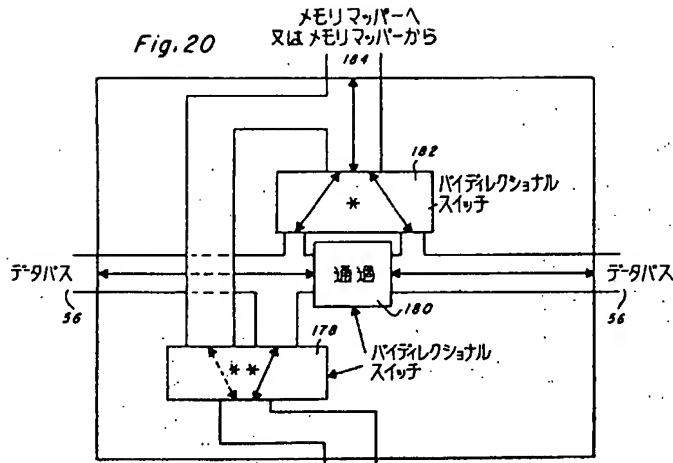 Fig.20
メモリマッパーへ
又はメモリマッパーから
184
182
バイディレクショナル
スイッチ
*
データバス
56
通過
180
データバス
56
178
**
バイディレクショナル
スイッチ